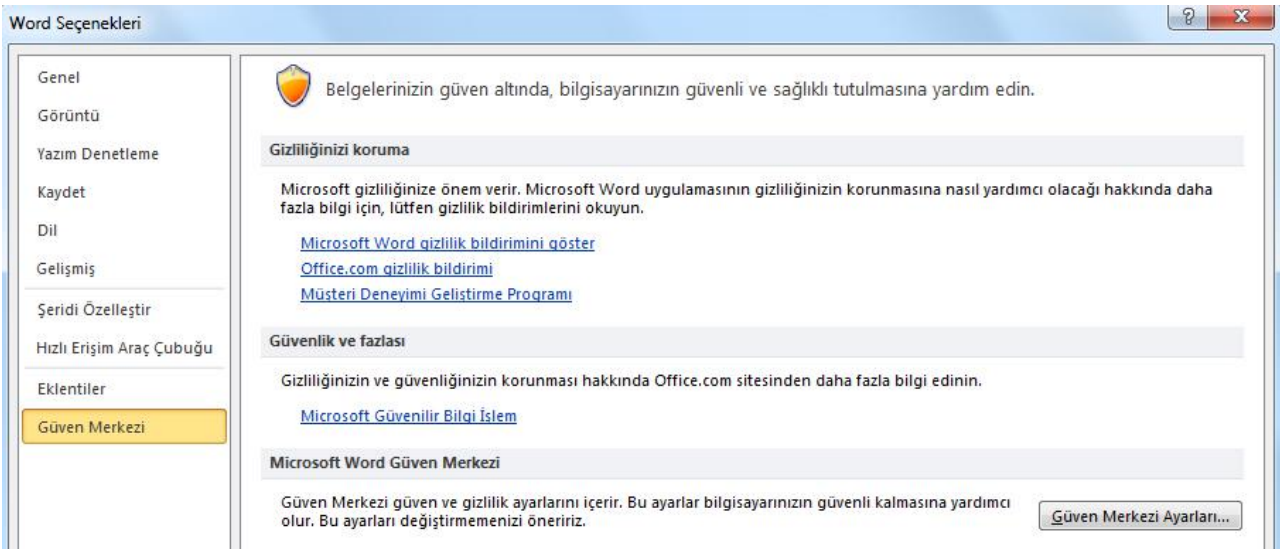 Word Seçenekleri
Genel
Görüntü
Yazım Denetleme
Kaydet
Dil
Gelişmiş
Şeridi Özelleştir
Hızlı Erişim Araç Çubuğu
Eklentiler
Güven Merkezi
Belgelerinizin güven altında, bilgisayarınızın güvenli ve sağlıklı tutulmasına yardım edin.
Gizliliğinizi koruma
Microsoft gizliliğinize önem verir. Microsoft Word uygulamasının gizliliğinizin korunmasına nasıl yardımcı olacağı hakkında daha
fazla bilgi için, lütfen gizlilik bildirimlerini okuyun.
Microsoft Word gizlilik bildirimini göster
Office.com gizlilik bildirimi
Müşteri Deneyimi Geliştirme Programı
Güvenlik ve fazlası
Gizliliğinizin ve güvenliğinizin korunması hakkında Office.com sitesinden daha fazla bilgi edinin.
Microsoft Güvenilir Bilgi İşlem
Microsoft Word Güven Merkezi
Güven Merkezi güven ve gizlilik ayarlarını içerir. Bu ayarlar bilgisayarınızın güvenli kalmasına yardımcı
olur. Bu ayarları değiştirmemenizi öneririz.
Güven Merkezi Ayarları...